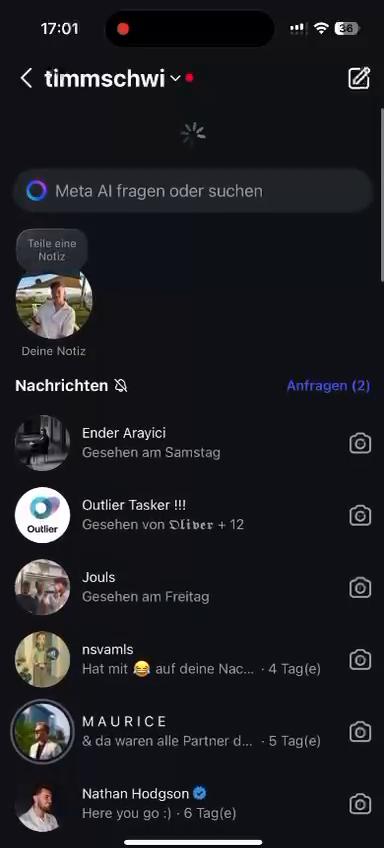 17:01
36
timmschwi
Meta AI fragen oder suchen
Teile eine
Notiz
Deine Notiz
Nachrichten
Anfragen (2)
Ender Arayici
Gesehen am Samstag
Outlier
Outlier Tasker !!!
Gesehen von 𝕺𝖑𝖎𝖛𝖊𝖗 + 12
Jouls
Gesehen am Freitag
nsvamls
Hat mit 😂 auf deine Nac... · 4 Tag(e)
M A U R I C E
& da waren alle Partner d... · 5 Tag(e)
Nathan Hodgson
Here you go :) · 6 Tag(e)